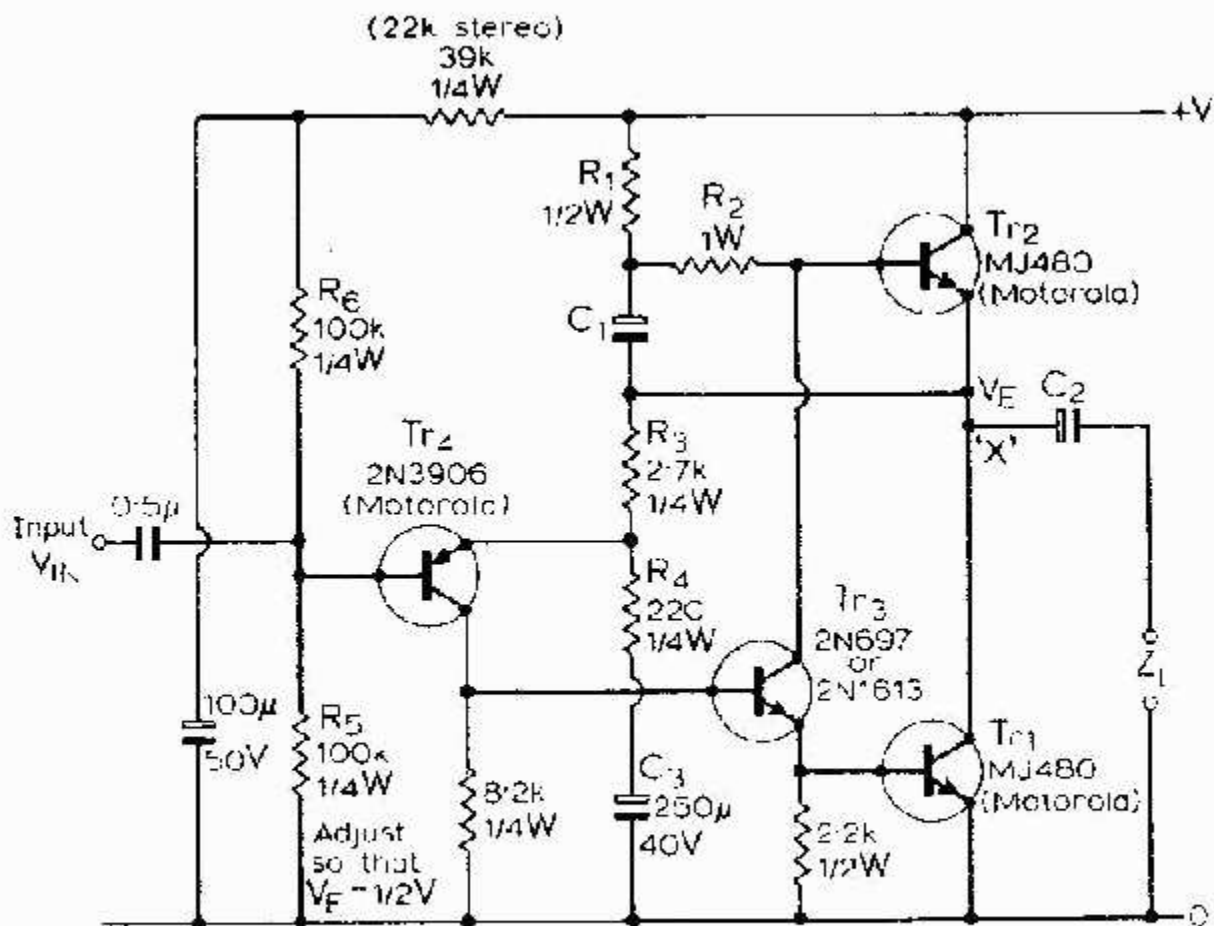 (22k stereo)
39k
1/4W
+V
R1
1/2W
R2
1W
Tr2
MJ480
(Motorola)
R6
100k
1/4W
C1
VE
C2
'X'
Tr4
2N3906
(Motorola)
R3
2·7k
1/4W
0·5µ
Input
VIN
R4
220
1/4W
Tr3
2N697
or
2N1613
ZL
100µ
50V
R5
100k
1/4W
Adjust
so that
VE = 1/2V
8·2k
1/4W
C3
250µ
40V
2·2k
1/2W
Tr1
MJ480
(Motorola)
0